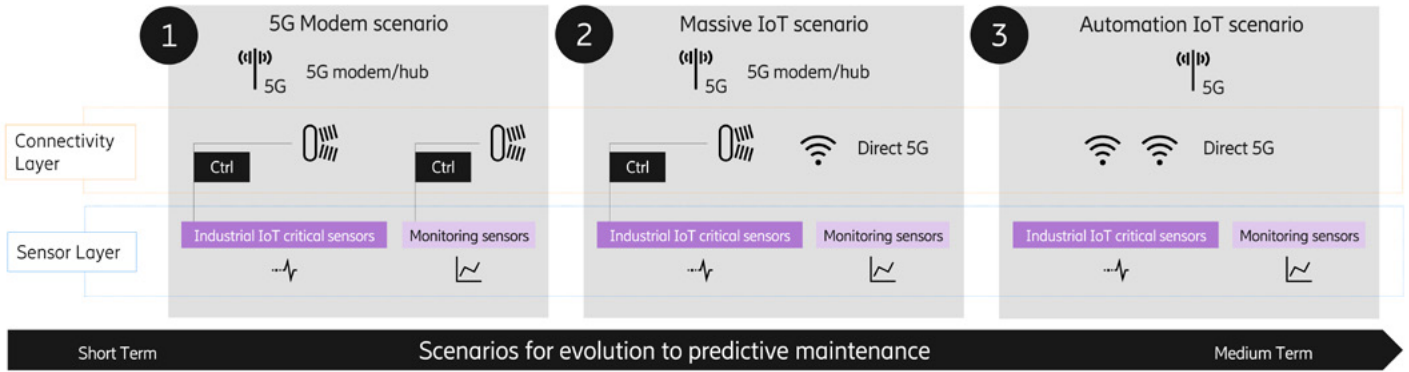 1
5G Modem scenario
5G
5G modem/hub
2
Massive IoT scenario
5G
5G modem/hub
3
Automation IoT scenario
5G
Connectivity
Layer
Ctrl
Ctrl
Ctrl
Direct 5G
Direct 5G
Sensor Layer
Industrial IoT critical sensors
Monitoring sensors
Industrial IoT critical sensors
Monitoring sensors
Industrial IoT critical sensors
Monitoring sensors
Short Term
Scenarios for evolution to predictive maintenance
Medium Term